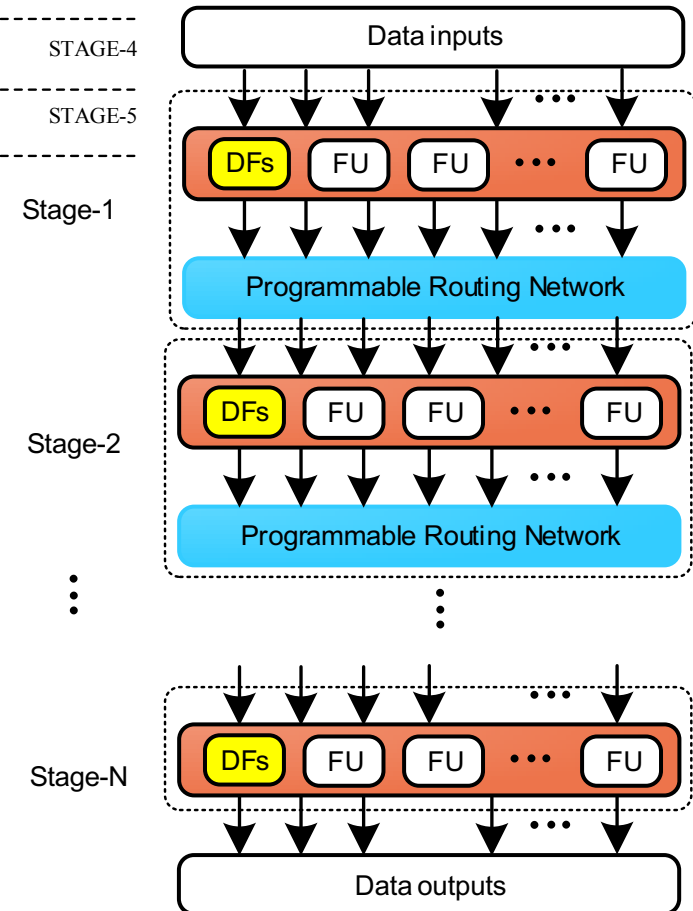 Data inputs
STAGE-4
STAGE-5
DFs FU FU ••• FU
Stage-1
Programmable Routing Network
DFs FU FU ••• FU
Stage-2
Programmable Routing Network
DFs FU FU ••• FU
Stage-N
Data outputs